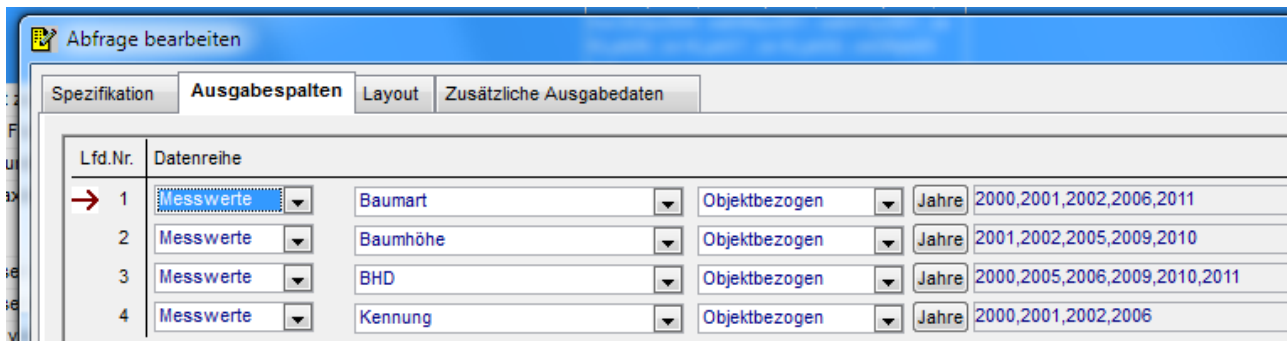 Abfrage bearbeiten
Spezifikation Ausgabespalten Layout Zusätzliche Ausgabedaten
Lfd.Nr. Datenreihe
1 Messwerte Baumart Objektbezogen Jahre 2000,2001,2002,2006,2011
2 Messwerte Baumhöhe Objektbezogen Jahre 2001,2002,2005,2009,2010
3 Messwerte BHD Objektbezogen Jahre 2000,2005,2006,2009,2010,2011
4 Messwerte Kennung Objektbezogen Jahre 2000,2001,2002,2006